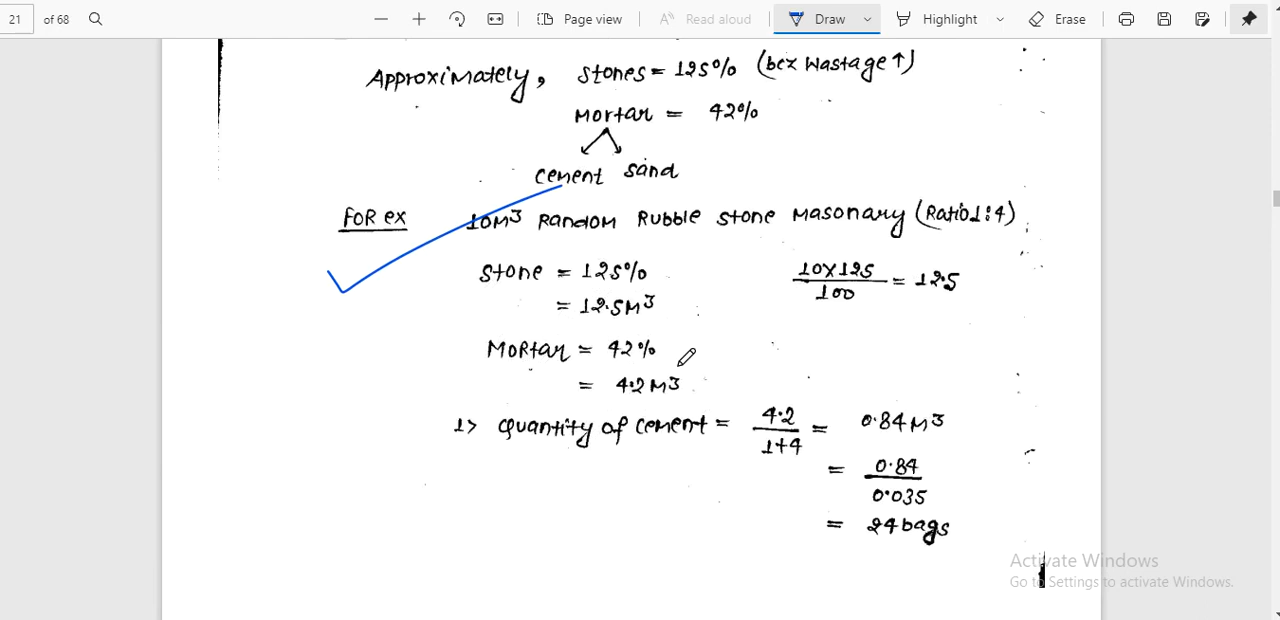 21 of 68 Page view Read aloud Draw Highlight Erase
Approximately, Stones = 125% (bcz wastage ↑)
Mortar = 42%
cement sand
FOR ex 10M³ Random Rubble Stone Masonary (Ratio 1:4)
Stone = 125% 10×125/100 = 12.5
= 12.5M³
MoRtar = 42%
= 4.2M³
1> Quantity of cement = 4.2/1+4 = 0.84M³
= 0.84/0.035
= 24 bags
Activate Windows
Go to Settings to activate Windows.